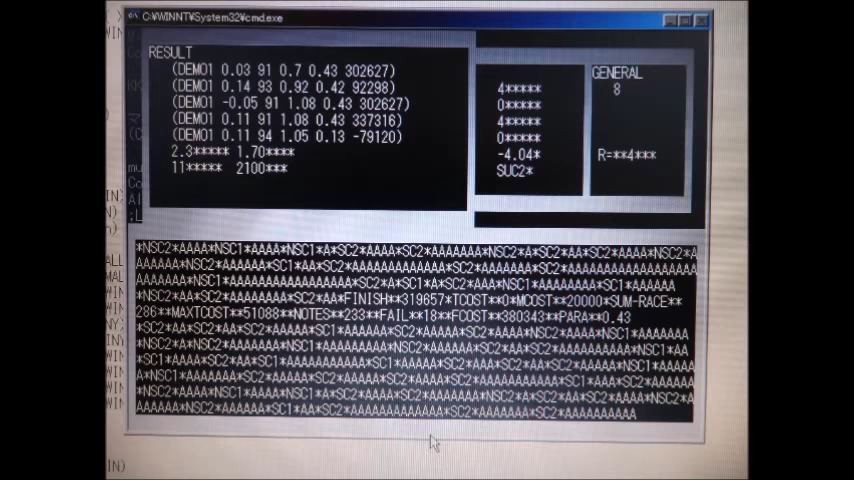 C:¥WINNT¥System32¥cmd.exe
RESULT
(DEMO1 0.03 91 0.7 0.43 302627)
(DEMO1 0.14 93 0.92 0.42 92298)
(DEMO1 -0.05 91 1.08 0.43 302627)
(DEMO1 0.11 91 1.08 0.43 337316)
(DEMO1 0.11 94 1.05 0.13 -79120)
2.3***** 1.70****
11***** 2100***
4*****
0*****
4*****
0*****
-4.04*
SUC2*
GENERAL
8
R=**4***
*NSC2*AAAA*NSC1*AAAA*NSC1*A*SC2*AAAA*SC2*AAAAAAA*NSC2*A*SC2*AA*SC2*AAAA*NSC2*A
AAAAAA*NSC2*AAAAAA*SC1*AA*SC2*AAAAAAAAAAAAA*SC2*AAAAAAA*SC2*AAAAAAAAAAAAAAAAAA
AAAAAAA*NSC1*AAAAAAAAAAAAAAAAAAAAAA*SC2*A*SC1*A*SC2*AAA*NSC1*AAAAAAAA*SC1*AAAAAA
*NSC2*AA*SC2*AAAAAAAA*SC2*AA*FINISH**319657*TCOST**0*MCOST**20000*SUM-RACE**
286**MAXTCOST**51088**NOTES**233**FAIL**18**FCOST**380343**PARA**0.43
*SC2*AA*SC2*AA*SC2*AAAAA*SC1*AAAAAA*SC2*AAAAA*SC2*AAAA*NSC2*AAAA*NSC1*AAAAAAA
*NSC2*AA*NSC2*AAAAAAA*NSC1*AAAAAAAAAA*NSC2*AAAAAA*SC2*AA*SC2*AAAAAAAAAA*NSC1*AA
*SC1*AAAA*SC2*AA*SC1*AAAAAAAAAA*SC1*AAAAA*SC2*AAA*SC2*AA*SC2*AAAAA*NSC1*AAAAAA
A*NSC1*AAAAAAA*SC2*AAAAA*SC2*AAAAA*SC2*AAAAA*SC2*AAAAAAAAAAAA*SC1*AAA*SC2*AAAAAA
*NSC2*AAAA*NSC1*AAAA*NSC1*A*SC2*AAAA*SC2*AAAAAAA*NSC2*A*SC2*AA*SC2*AAAA*NSC2*A
AAAAAA*NSC2*AAAAAA*SC1*AA*SC2*AAAAAAAAAAAAA*SC2*AAAAAAA*SC2*AAAAAAAAAA